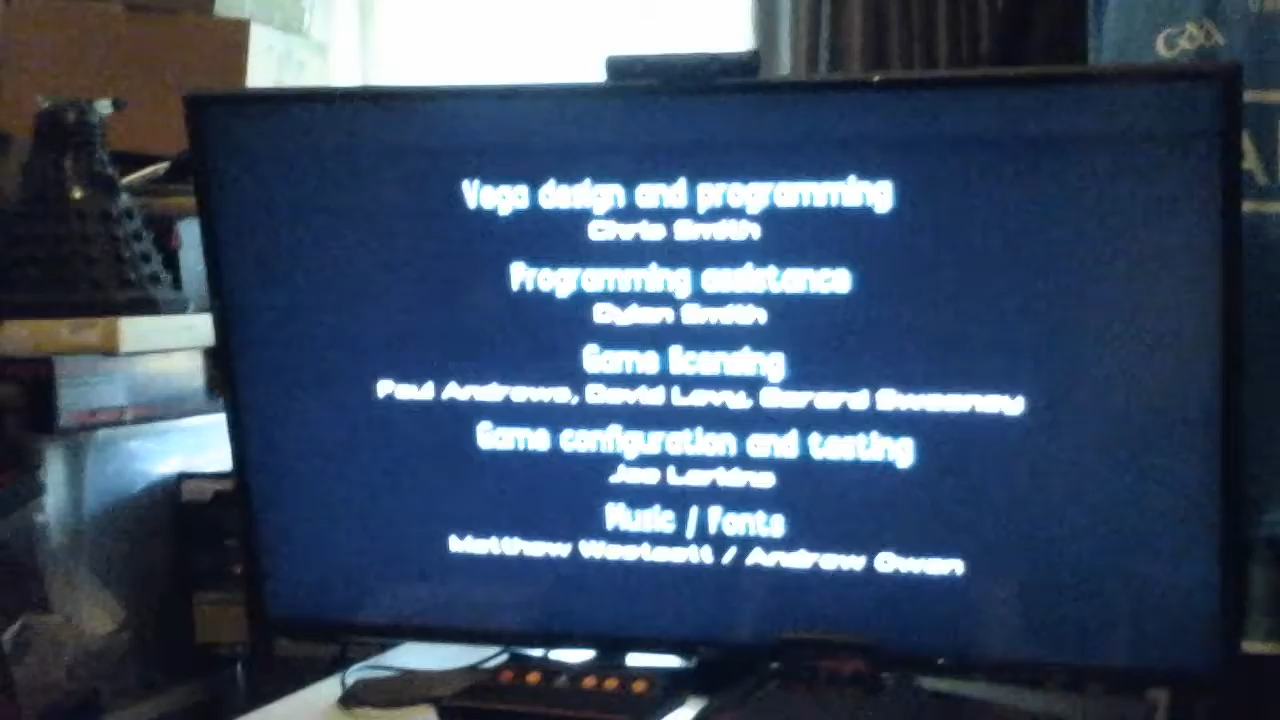 GAA
Vega design and programming
Chris Smith
Programming assistance
Dylan Smith
Game licensing
Paul Andrews, David Levy, Gerard Sweeney
Game configuration and testing
Joe Larkins
Music / Fonts
Matthew Westcott / Andrew Owen